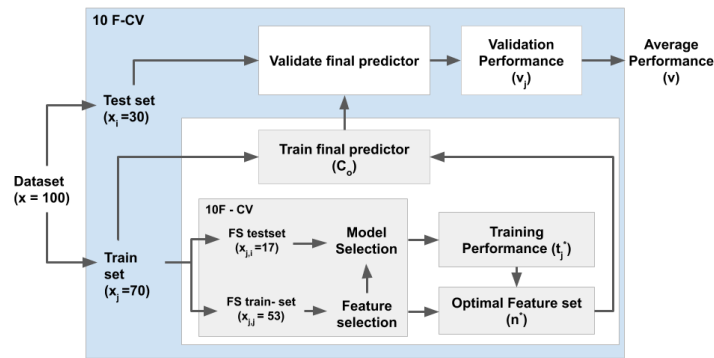 10 F-CV
Validate final predictor
Validation
Performance
(vj)
Average
Performance
(v)
Test set
(xi =30)
Train final predictor
(Co)
Dataset
(x = 100)
10F - CV
FS testset
(xj,i =17)
Model
Selection
Training
Performance (tj*)
Train
set
(xj =70)
FS train- set
(xj,j = 53)
Feature
selection
Optimal Feature set
(n*)